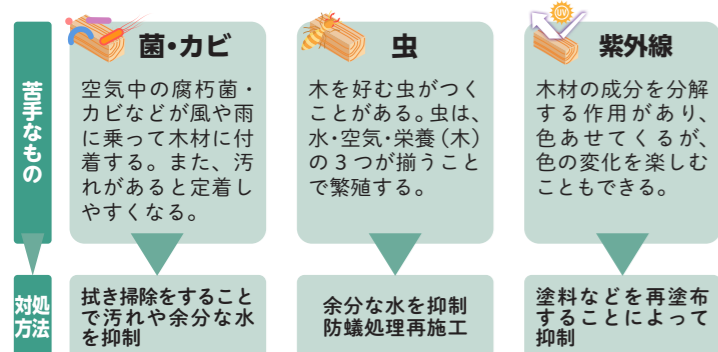 苦手なもの
菌・カビ
空気中の腐朽菌・
カビなどが風や雨
に乗って木材に付
着する。また、汚
れがあると定着し
やすくなる。
虫
木を好む虫がつく
ことがある。虫は、
水・空気・栄養（木）
の３つが揃うこと
で繁殖する。
UV
紫外線
木材の成分を分解
する作用があり、
色あせてくるが、
色の変化を楽しむ
こともできる。
対処
方法
拭き掃除をすること
で汚れや余分な水
を抑制
余分な水を抑制
防蟻処理再施工
塗料などを再塗布
することによって
抑制